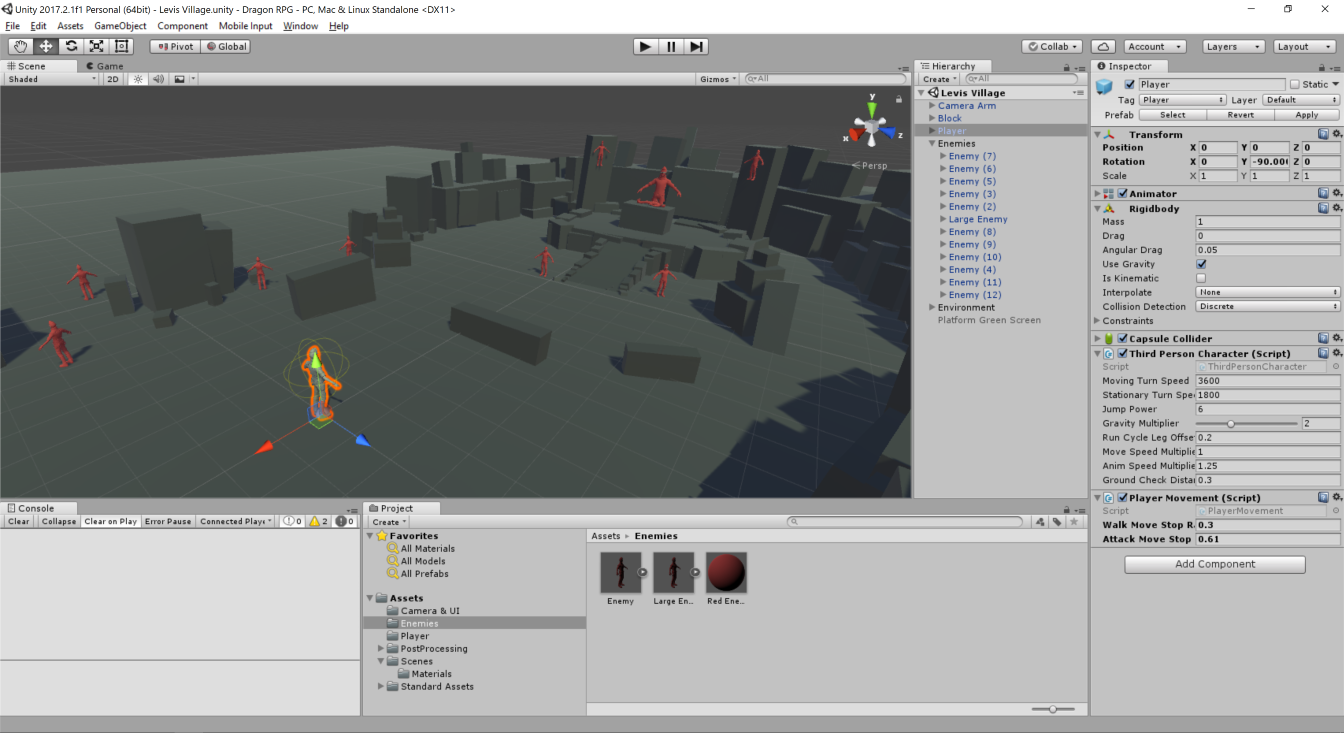 Unity 2017.2.1f1 Personal (64bit) - Levis Village.unity - Dragon RPG - PC, Mac & Linux Standalone <DX11>
File Edit Assets GameObject Component Mobile Input Window Help
Pivot Global Collab Account Layers Layout
Scene Game
Shaded 2D Gizmos All
y
x z
Persp
Hierarchy
Create All
Levis Village
Camera Arm
Block
Player
Enemies
Enemy (7)
Enemy (6)
Enemy (5)
Enemy (3)
Enemy (2)
Large Enemy
Enemy (8)
Enemy (9)
Enemy (10)
Enemy (4)
Enemy (11)
Enemy (12)
Environment
Platform Green Screen
Inspector
Player Static
Tag Player Layer Default
Prefab Select Revert Apply
Transform
Position X 0 Y 0 Z 0
Rotation X 0 Y -90.00 Z 0
Scale X 1 Y 1 Z 1
Animator
Rigidbody
Mass 1
Drag 0
Angular Drag 0.05
Use Gravity
Is Kinematic
Interpolate None
Collision Detection Discrete
Constraints
Capsule Collider
Third Person Character (Script)
Script ThirdPersonCharacter
Moving Turn Speed 3600
Stationary Turn Spe 1800
Jump Power 6
Gravity Multiplier 2
Run Cycle Leg Offse 0.2
Move Speed Multiplie 1
Anim Speed Multiplie 1.25
Ground Check Distan 0.3
Player Movement (Script)
Script PlayerMovement
Walk Move Stop R 0.3
Attack Move Stop 0.61
Add Component
Console
Clear Collapse Clear on Play Error Pause Connected Playe 0 2 0
Project
Create
Favorites
All Materials
All Models
All Prefabs
Assets
Camera & UI
Enemies
Player
PostProcessing
Scenes
Materials
Standard Assets
Assets Enemies
Enemy Large En... Red Ene...